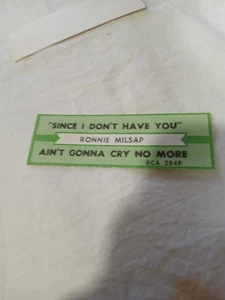 "SINCE I DON'T HAVE YOU"
RONNIE MILSAP
AIN'T GONNA CRY NO MORE
RCA 2848